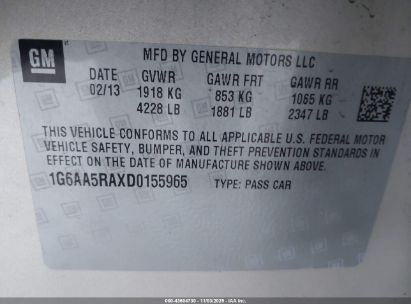 GM
MFD BY GENERAL MOTORS LLC
DATE GVWR GAWR FRT GAWR RR
02/13 1918 KG 853 KG 1065 KG
4228 LB 1881 LB 2347 LB
THIS VEHICLE CONFORMS TO ALL APPLICABLE U.S. FEDERAL MOTOR
VEHICLE SAFETY, BUMPER, AND THEFT PREVENTION STANDARDS IN
EFFECT ON THE DATE OF MANUFACTURE SHOWN ABOVE.
1G6AA5RAXD0155965 TYPE: PASS CAR